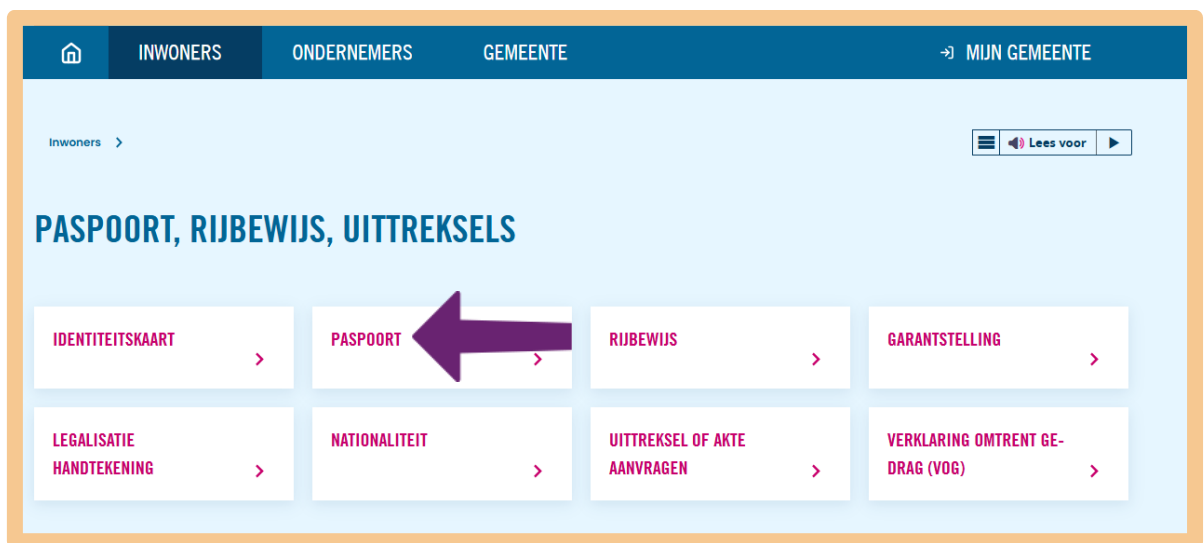 INWONERS ONDERNEMERS GEMEENTE MIJN GEMEENTE
Inwoners
Lees voor
PASPOORT, RIJBEWIJS, UITTREKSELS
IDENTITEITSKAART
PASPOORT
RIJBEWIJS
GARANTSTELLING
LEGALISATIE
HANDTEKENING
NATIONALITEIT
UITTREKSEL OF AKTE
AANVRAGEN
VERKLARING OMTRENT GE-
DRAG (VOG)